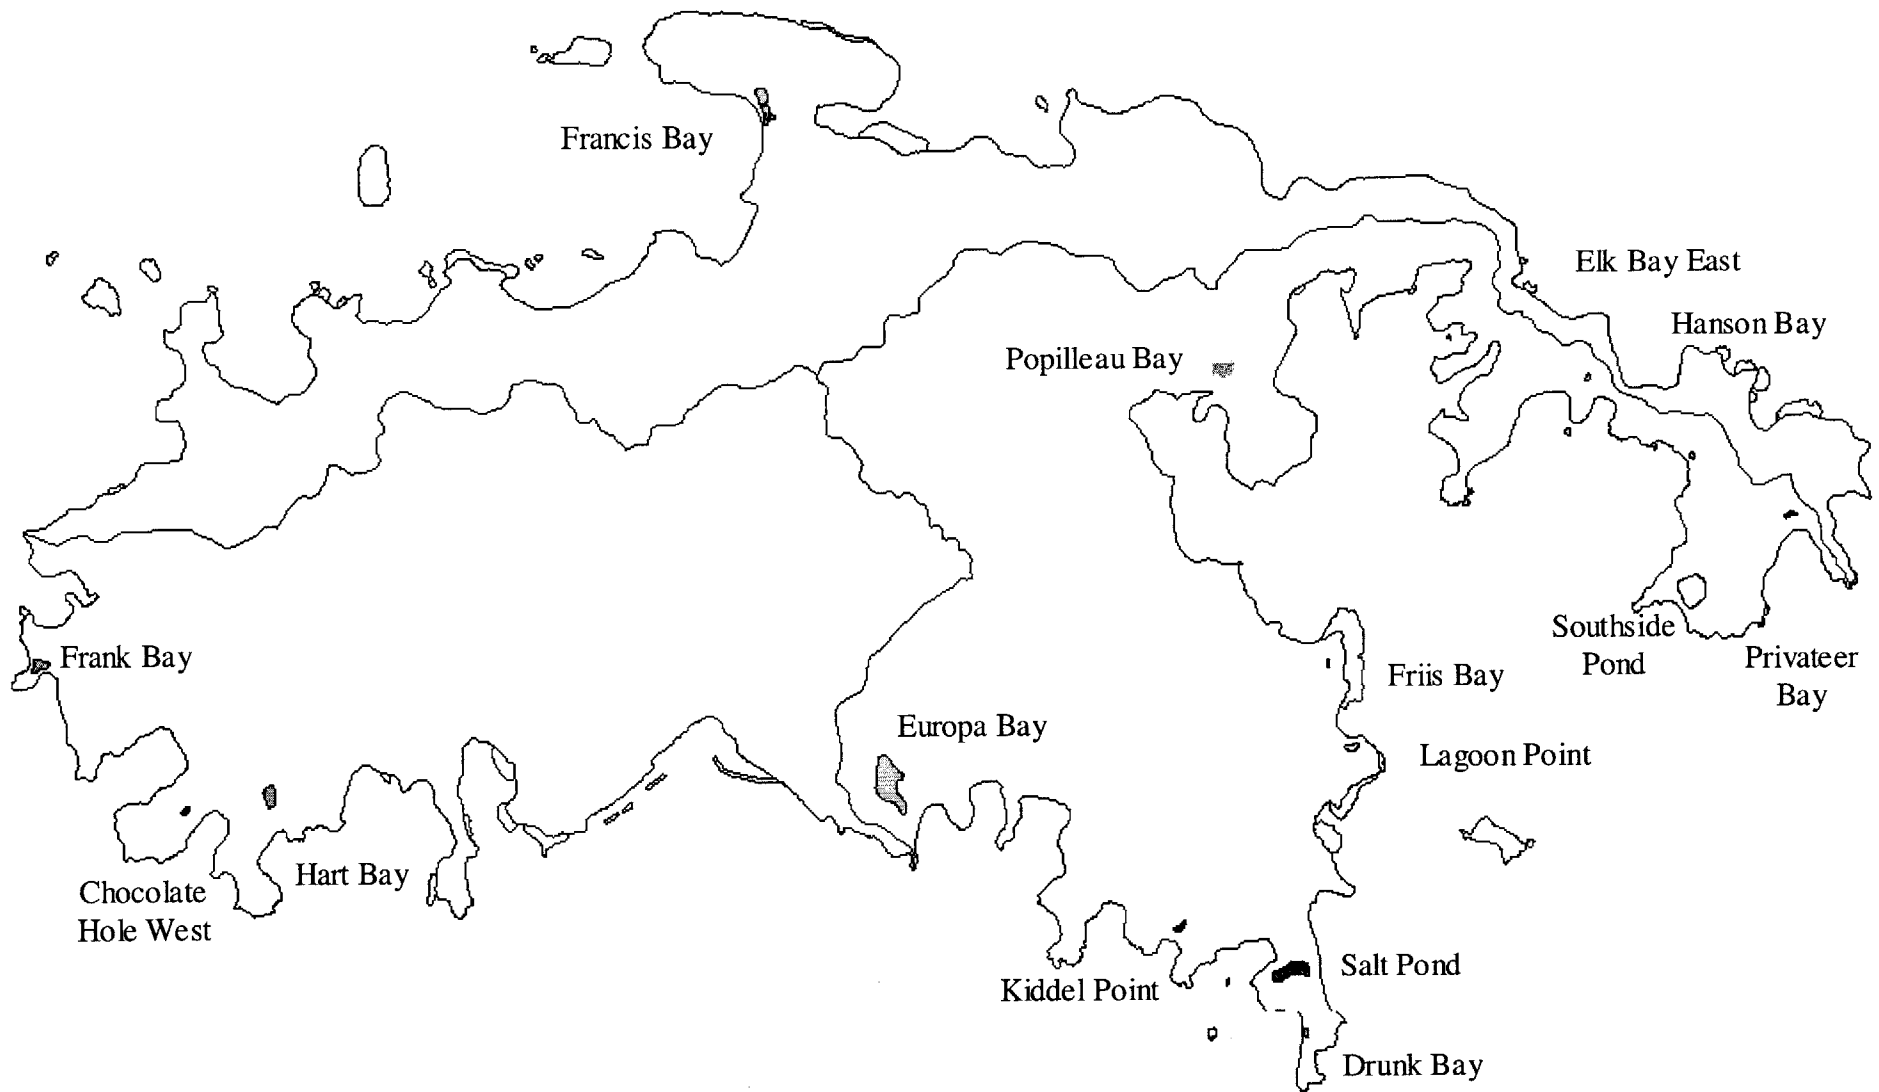 Francis Bay
Elk Bay East
Hanson Bay
Popilleau Bay
Southside
Pond
Privateer
Bay
Frank Bay
Friis Bay
Europa Bay
Lagoon Point
Hart Bay
Chocolate
Hole West
Salt Pond
Kiddel Point
Drunk Bay